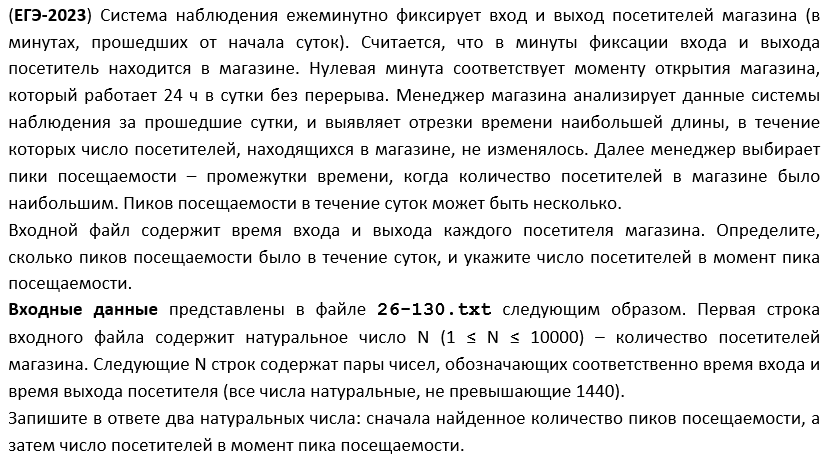 (ЕГЭ-2023) Система наблюдения ежеминутно фиксирует вход и выход посетителей магазина (в
минутах, прошедших от начала суток). Считается, что в минуты фиксации входа и выхода
посетитель находится в магазине. Нулевая минута соответствует моменту открытия магазина,
который работает 24 ч в сутки без перерыва. Менеджер магазина анализирует данные системы
наблюдения за прошедшие сутки, и выявляет отрезки времени наибольшей длины, в течение
которых число посетителей, находящихся в магазине, не изменялось. Далее менеджер выбирает
пики посещаемости – промежутки времени, когда количество посетителей в магазине было
наибольшим. Пиков посещаемости в течение суток может быть несколько.
Входной файл содержит время входа и выхода каждого посетителя магазина. Определите,
сколько пиков посещаемости было в течение суток, и укажите число посетителей в момент пика
посещаемости.
Входные данные представлены в файле 26-130.txt следующим образом. Первая строка
входного файла содержит натуральное число N (1 ≤ N ≤ 10000) – количество посетителей
магазина. Следующие N строк содержат пары чисел, обозначающих соответственно время входа и
время выхода посетителя (все числа натуральные, не превышающие 1440).
Запишите в ответе два натуральных числа: сначала найденное количество пиков посещаемости, а
затем число посетителей в момент пика посещаемости.